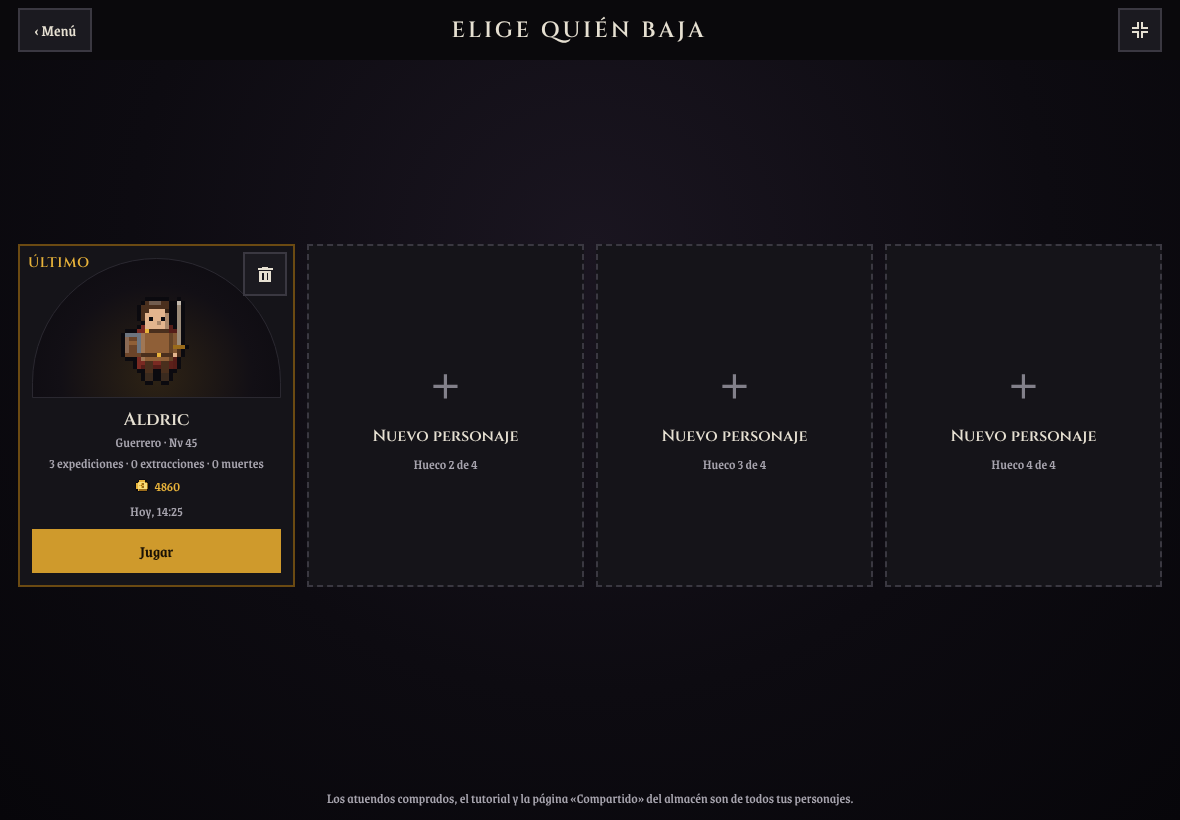 ‹ Menú
ELIGE QUIÉN BAJA
ÚLTIMO
Aldric
Guerrero · Nv 45
3 expediciones · 0 extracciones · 0 muertes
4860
Hoy, 14:25
Jugar
Nuevo personaje
Hueco 2 de 4
Nuevo personaje
Hueco 3 de 4
Nuevo personaje
Hueco 4 de 4
Los atuendos comprados, el tutorial y la página «Compartido» del almacén son de todos tus personajes.